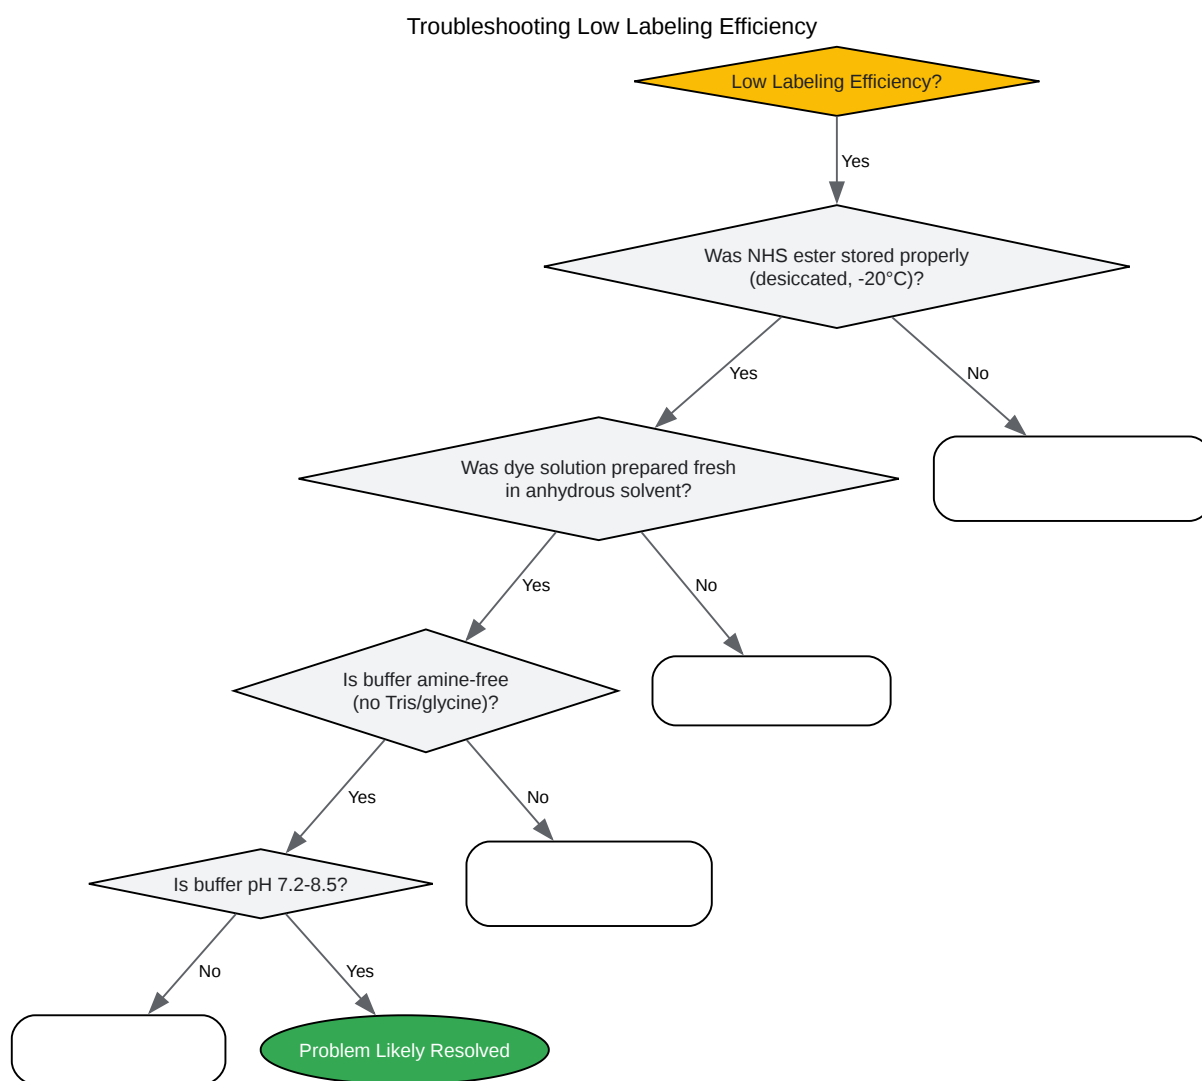 Troubleshooting Low Labeling Efficiency
Low Labeling Efficiency?
Yes
Was NHS ester stored properly
(desiccated, -20°C)?
Yes
No
Was dye solution prepared fresh
in anhydrous solvent?
Yes
No
Is buffer amine-free
(no Tris/glycine)?
Yes
No
Is buffer pH 7.2-8.5?
No
Yes
Problem Likely Resolved